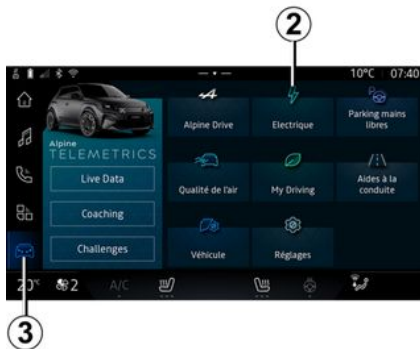 2
10°C 07:40
Alpine
TELEMETRICS
Live Data
Coaching
Challenges
Alpine Drive
Electrique
Parking mains
libres
Qualité de l'air
My Driving
Aides à la
conduite
Véhicule
Réglages
2
A/C
3